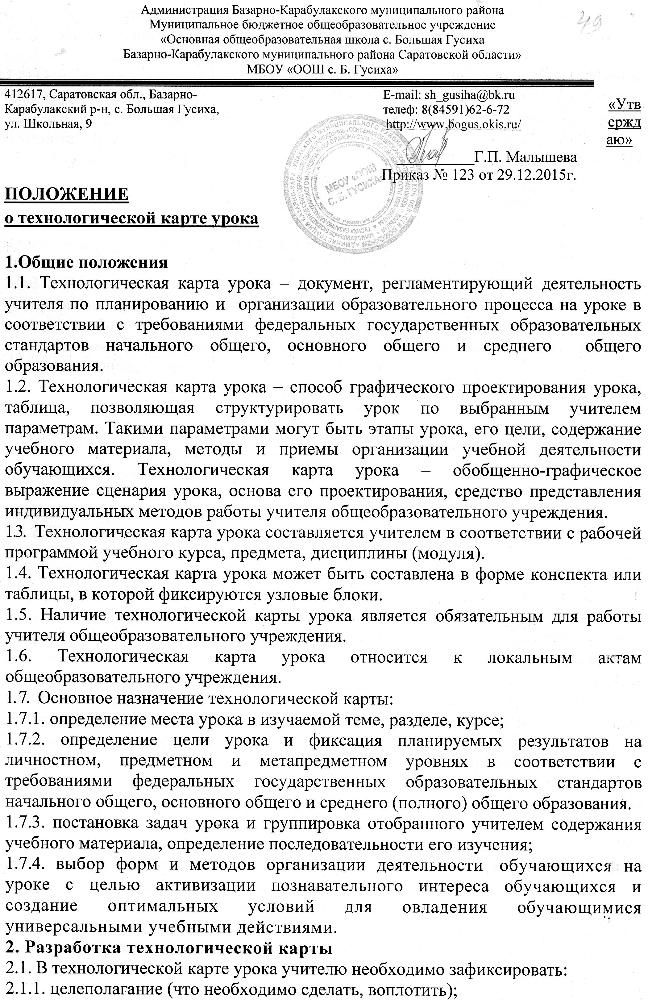 Администрация Базарно-Карабулакского муниципального района
49
Муниципальное бюджетное общеобразовательное учреждение
«Основная общеобразовательная школа с. Большая Гусиха
Базарно-Карабулакского муниципального района Саратовской области»
МБОУ «ООШ с. Б. Гусиха»
412617, Саратовская обл., Базарно-
Карабулакский р-н, с. Большая Гусиха,
ул. Школьная, 9
E-mail: sh_gusiha@bk.ru
телеф: 8(84591)62-6-72
http://www.bogus.okis.ru/
«Утв
ержд
аю»
Г.П. Малышева
Приказ № 123 от 29.12.2015г.
МБОУ «ООШ
С. Б. ГУСИХА»
ПОЛОЖЕНИЕ
о технологической карте урока
1.Общие положения
1.1. Технологическая карта урока – документ, регламентирующий деятельность
учителя по планированию и организации образовательного процесса на уроке в
соответствии с требованиями федеральных государственных образовательных
стандартов начального общего, основного общего и среднего общего
образования.
1.2. Технологическая карта урока – способ графического проектирования урока,
таблица, позволяющая структурировать урок по выбранным учителем
параметрам. Такими параметрами могут быть этапы урока, его цели, содержание
учебного материала, методы и приемы организации учебной деятельности
обучающихся. Технологическая карта урока – обобщенно-графическое
выражение сценария урока, основа его проектирования, средство представления
индивидуальных методов работы учителя общеобразовательного учреждения.
13. Технологическая карта урока составляется учителем в соответствии с рабочей
программой учебного курса, предмета, дисциплины (модуля).
1.4. Технологическая карта урока может быть составлена в форме конспекта или
таблицы, в которой фиксируются узловые блоки.
1.5. Наличие технологической карты урока является обязательным для работы
учителя общеобразовательного учреждения.
1.6. Технологическая карта урока относится к локальным актам
общеобразовательного учреждения.
1.7. Основное назначение технологической карты:
1.7.1. определение места урока в изучаемой теме, разделе, курсе;
1.7.2. определение цели урока и фиксация планируемых результатов на
личностном, предметном и метапредметном уровнях в соответствии с
требованиями федеральных государственных образовательных стандартов
начального общего, основного общего и среднего (полного) общего образования.
1.7.3. постановка задач урока и группировка отобранного учителем содержания
учебного материала, определение последовательности его изучения;
1.7.4. выбор форм и методов организации деятельности обучающихся на
уроке с целью активизации познавательного интереса обучающихся и
создание оптимальных условий для овладения обучающимися
универсальными учебными действиями.
2. Разработка технологической карты
2.1. В технологической карте урока учителю необходимо зафиксировать:
2.1.1. целеполагание (что необходимо сделать, воплотить);